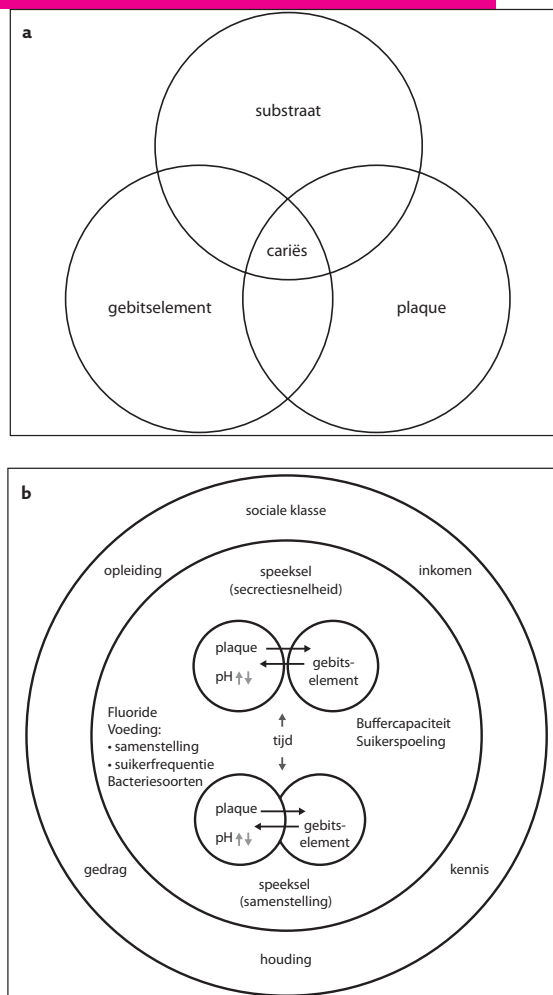 a
substraat
cariës
gebitselement
plaque
b
sociale klasse
opleiding
inkomen
speeksel
(secretiesnelheid)
plaque
pH
gebits-
element
Fluoride
Voeding:
• samenstelling
• suikerfrequentie
Bacteriesoorten
tijd
Buffercapaciteit
Suikerspoeling
plaque
pH
gebits-
element
gedrag
kennis
speeksel
(samenstelling)
houding